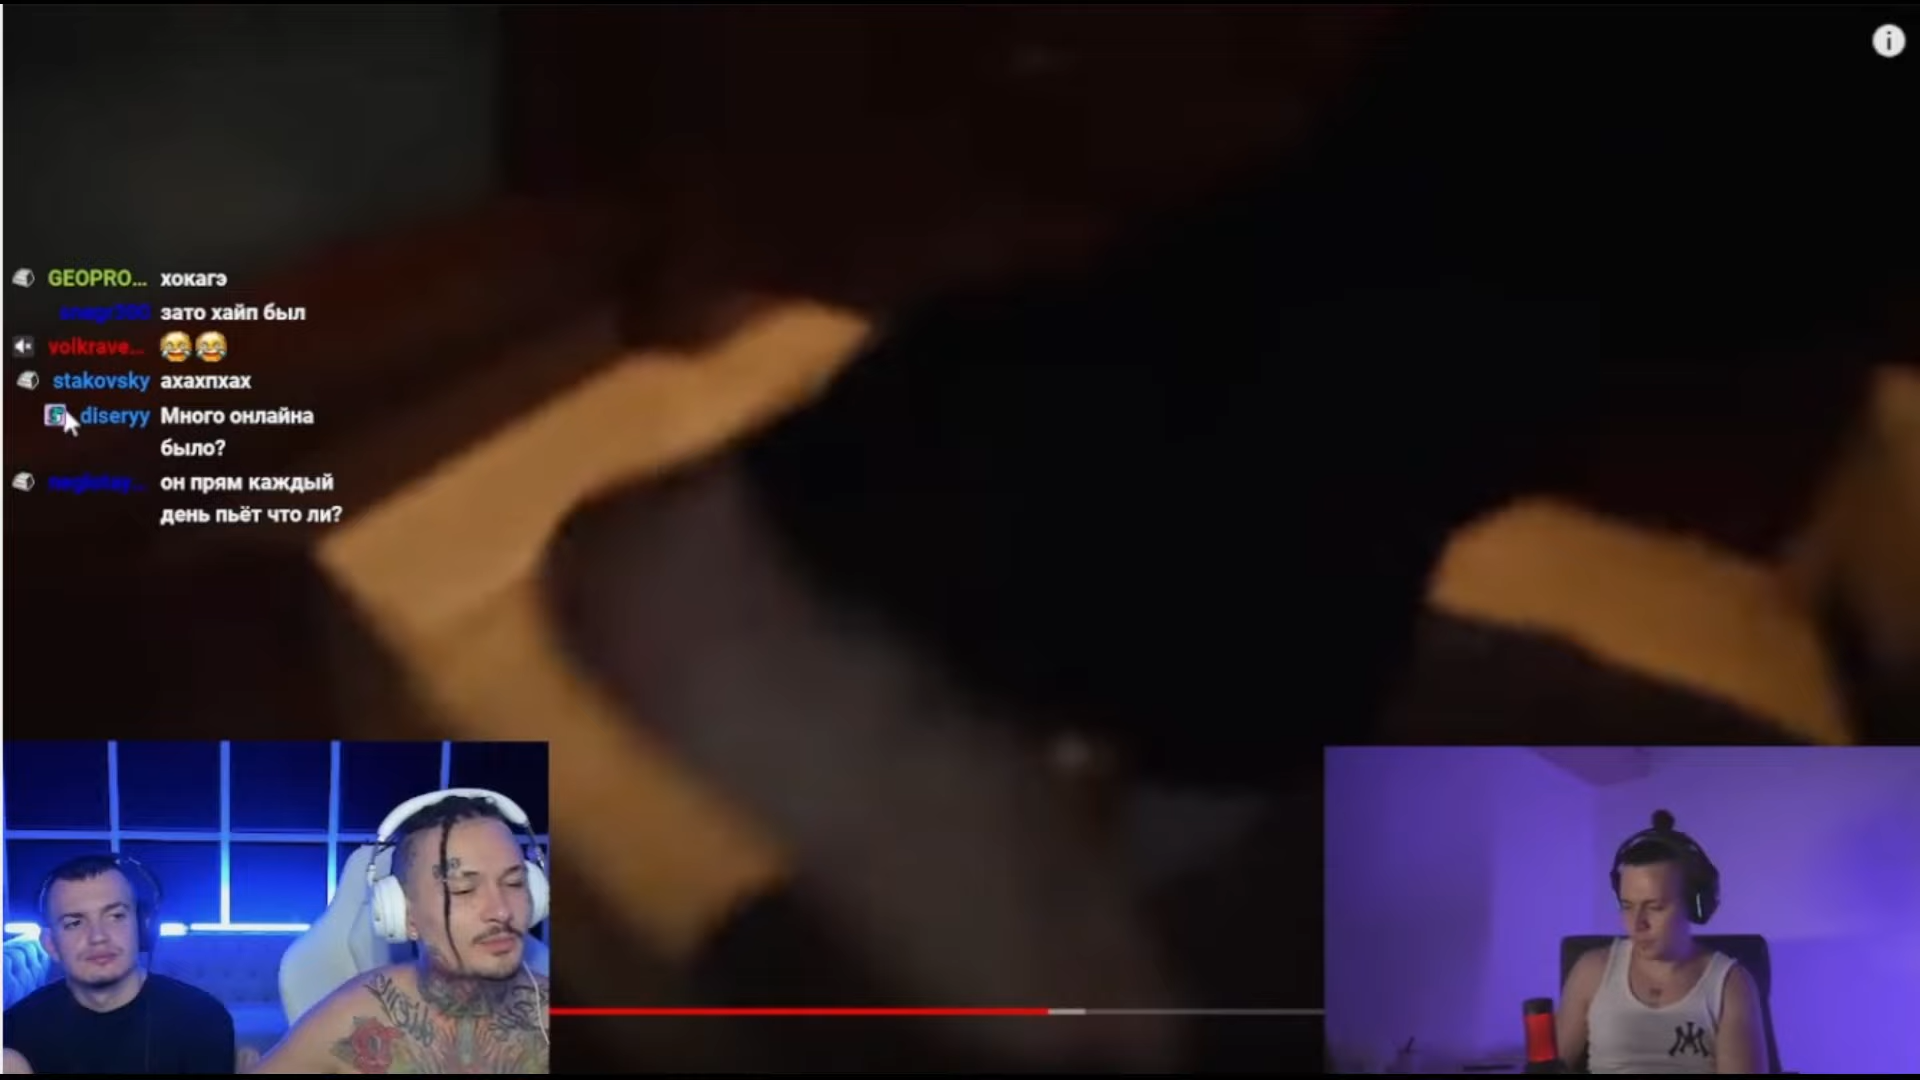 GEOPRO... хокагэ
зато хайп был
volkrave... 😂😂
stakovsky ахахпхах
diseryy Много онлайна
было?
он прям каждый
день пьёт что ли?